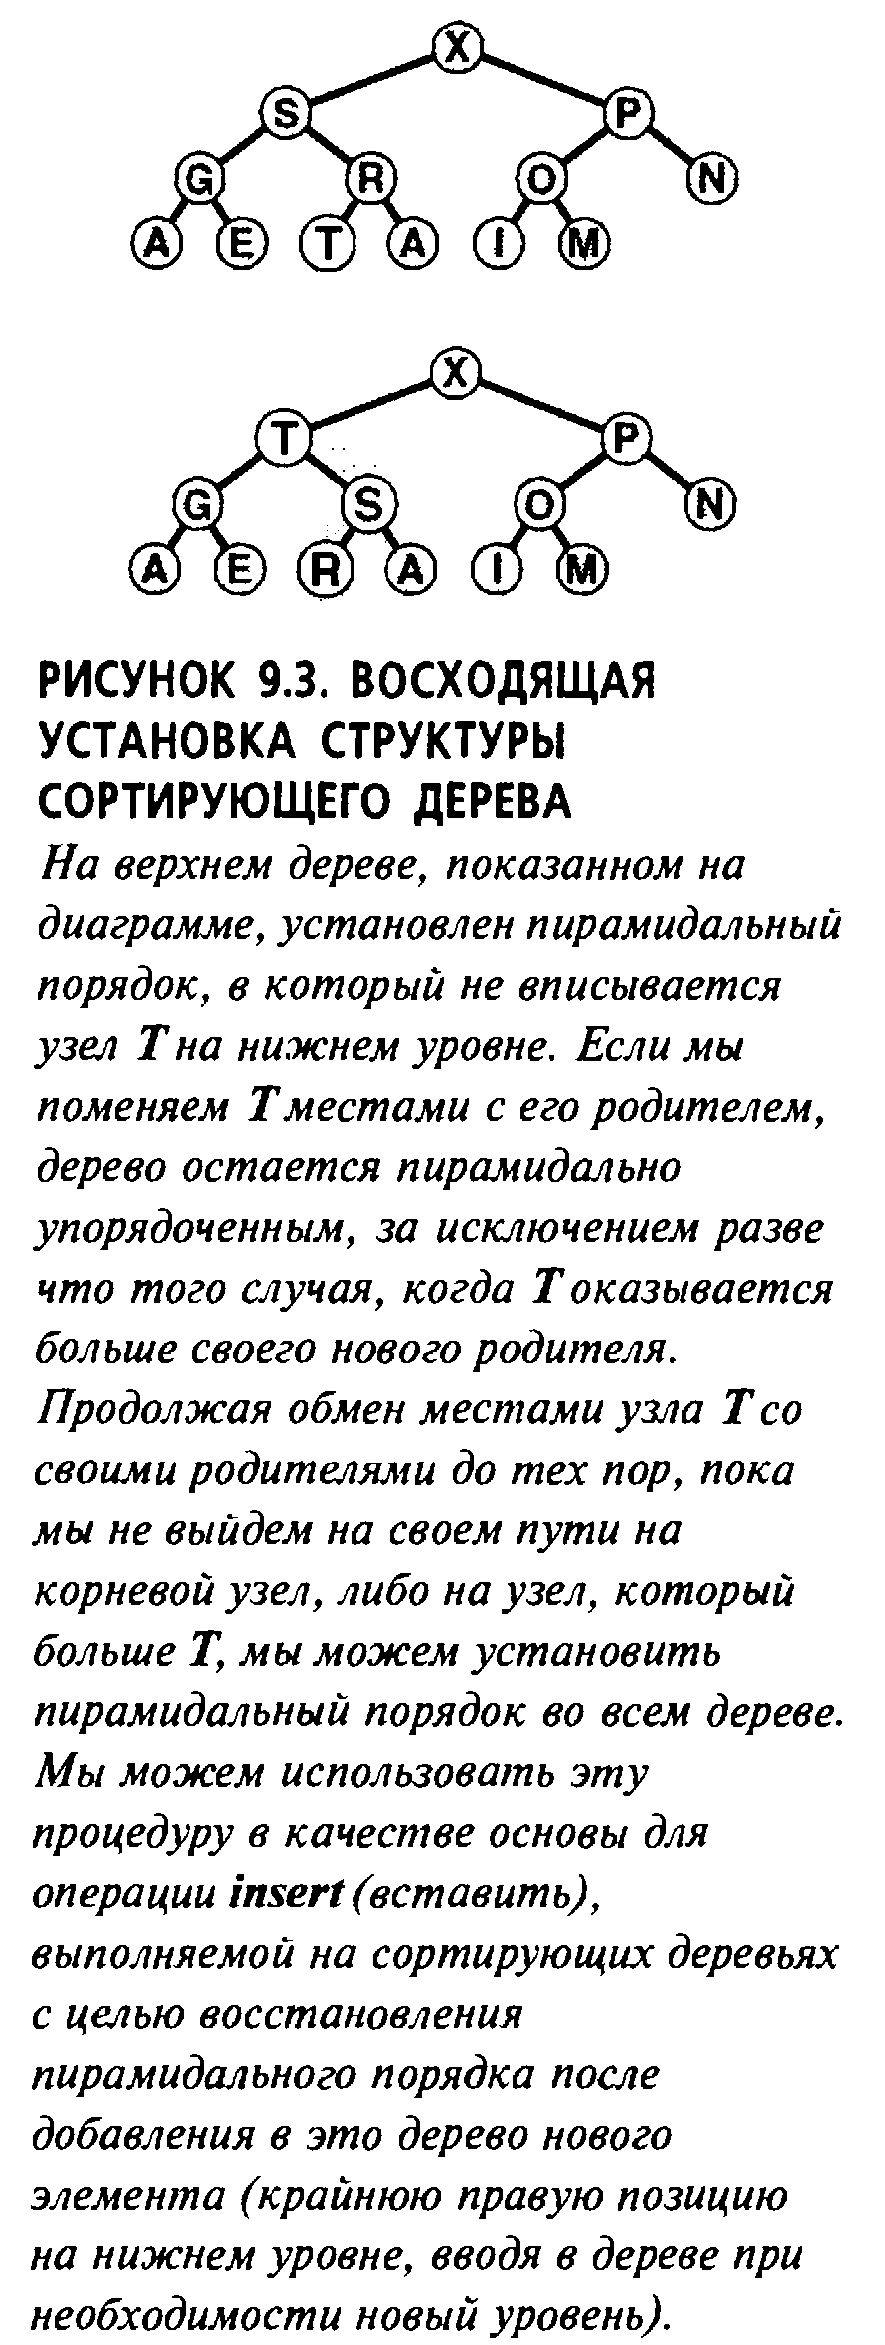 X
S P
G R O N
A E T A I M
X
T P
G S O N
A E R A I M
РИСУНОК 9.3. ВОСХОДЯЩАЯ
УСТАНОВКА СТРУКТУРЫ
СОРТИРУЮЩЕГО ДЕРЕВА
На верхнем дереве, показанном на
диаграмме, установлен пирамидальный
порядок, в который не вписывается
узел T на нижнем уровне. Если мы
поменяем T местами с его родителем,
дерево остается пирамидально
упорядоченным, за исключением разве
что того случая, когда T оказывается
больше своего нового родителя.
Продолжая обмен местами узла T со
своими родителями до тех пор, пока
мы не выйдем на своем пути на
корневой узел, либо на узел, который
больше T, мы можем установить
пирамидальный порядок во всем дереве.
Мы можем использовать эту
процедуру в качестве основы для
операции insert (вставить),
выполняемой на сортирующих деревьях
с целью восстановления
пирамидального порядка после
добавления в это дерево нового
элемента (крайнюю правую позицию
на нижнем уровне, вводя в дереве при
необходимости новый уровень).